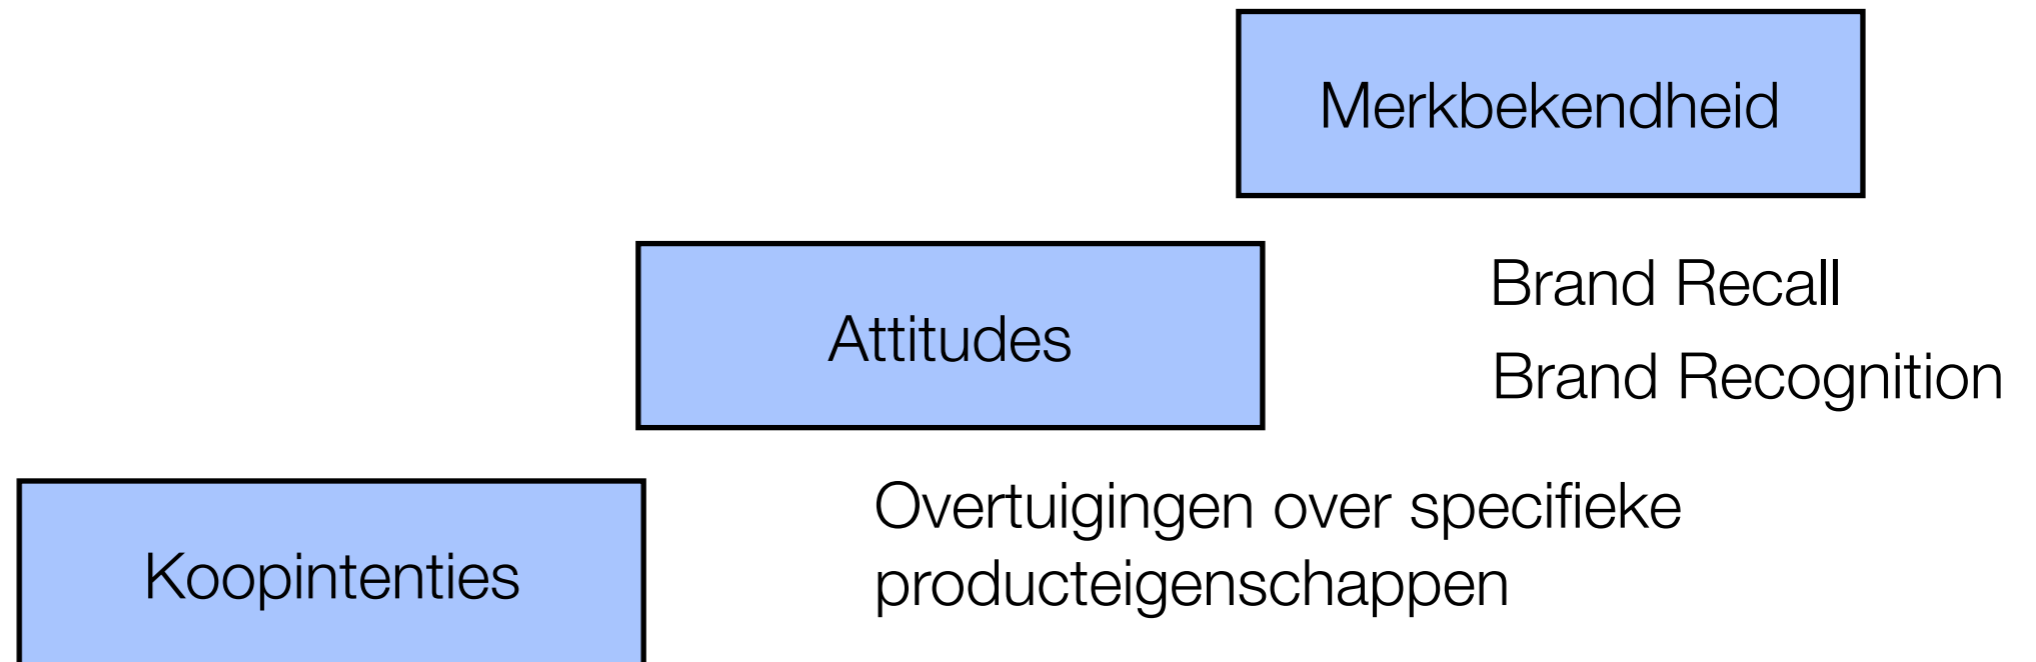 Merkbekendheid
Brand Recall
Attitudes
Brand Recognition
Overtuigingen over specifieke
producteigenschappen
Koopintenties